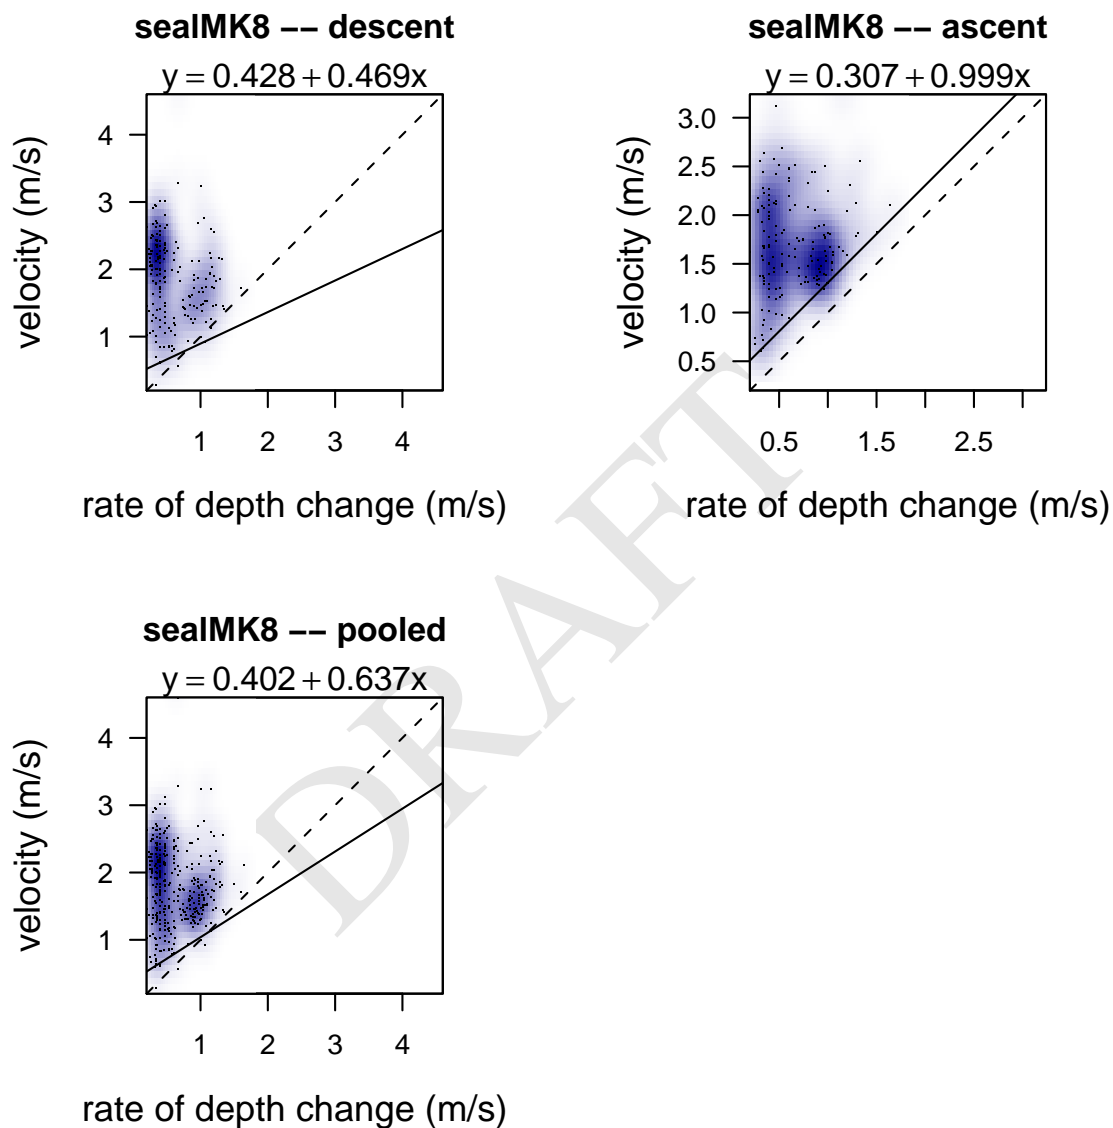 sealMK8 −− descent
y = 0.428 + 0.469x
velocity (m/s)
4
3
2
1
1 2 3 4
rate of depth change (m/s)
sealMK8 −− ascent
y = 0.307 + 0.999x
velocity (m/s)
3.0
2.5
2.0
1.5
1.0
0.5
0.5 1.5 2.5
rate of depth change (m/s)
sealMK8 −− pooled
y = 0.402 + 0.637x
velocity (m/s)
4
3
2
1
1 2 3 4
rate of depth change (m/s)
DRAFT